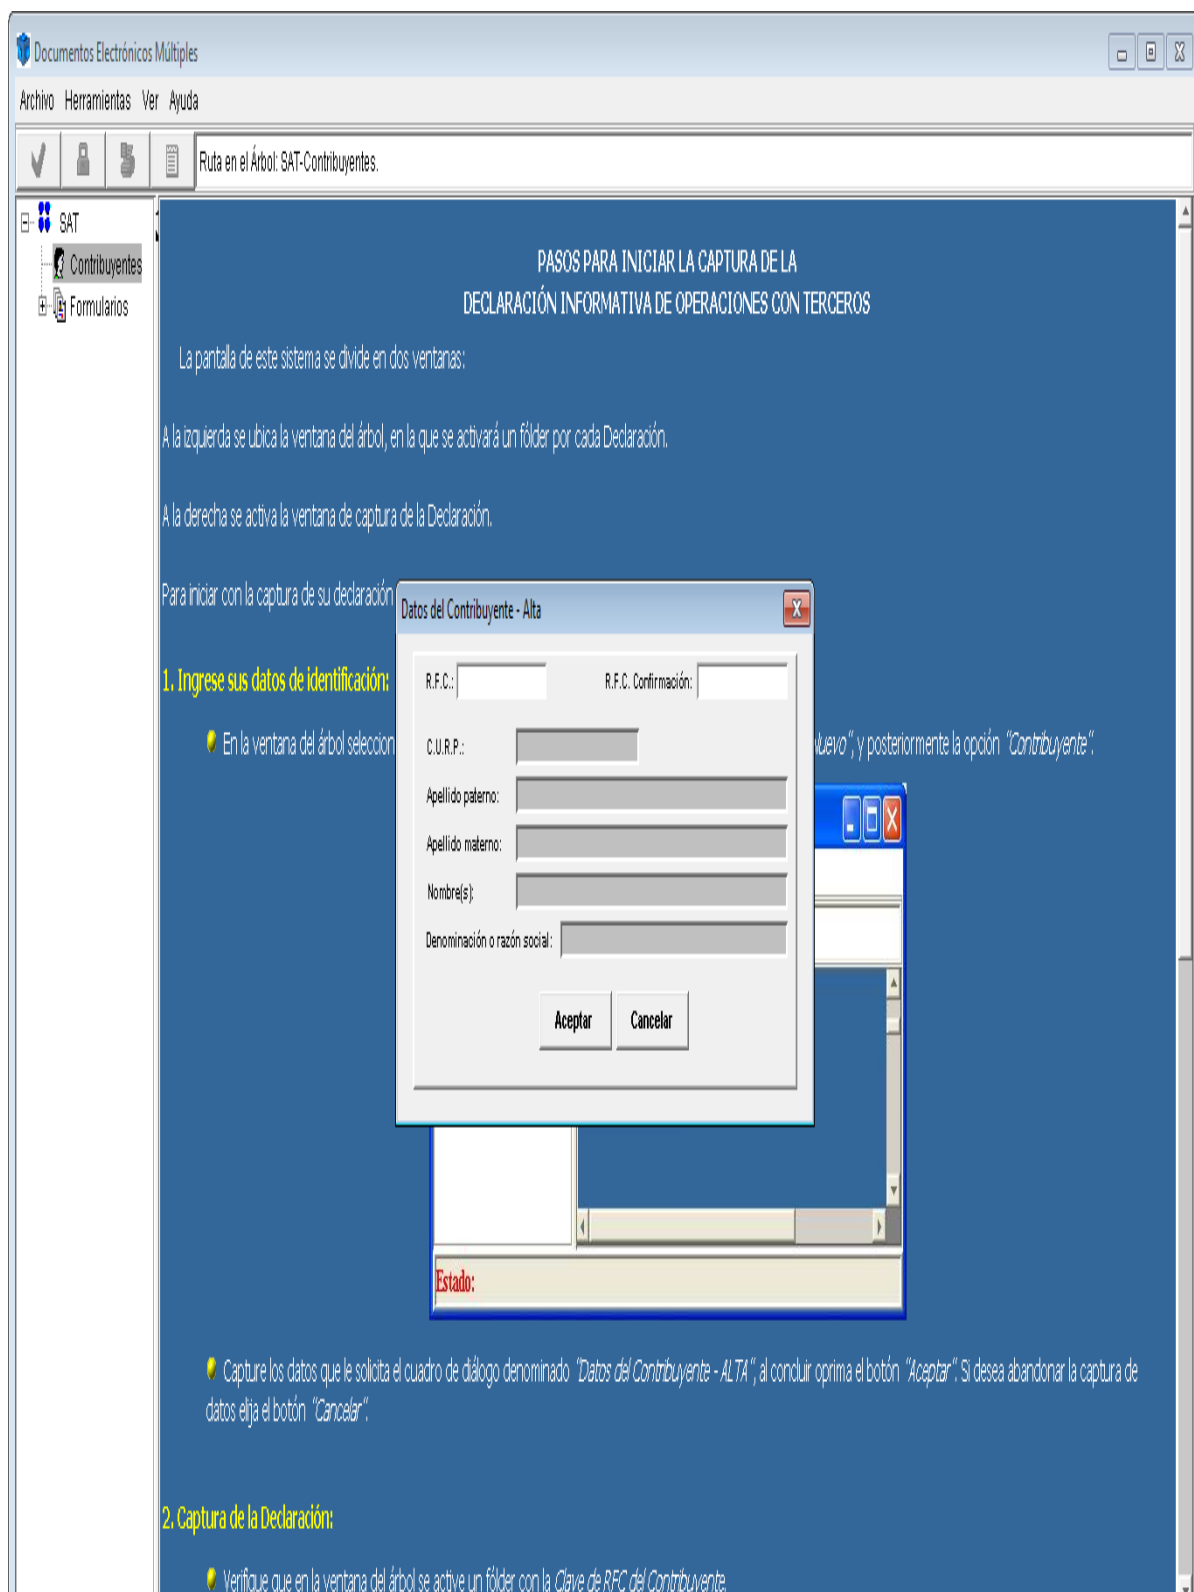 Documentos Electrónicos Múltiples
Archivo Herramientas Ver Ayuda
Ruta en el Árbol: SAT-Contribuyentes.
SAT
Contribuyentes
Formularios
PASOS PARA INICIAR LA CAPTURA DE LA
DECLARACIÓN INFORMATIVA DE OPERACIONES CON TERCEROS
La pantalla de este sistema se divide en dos ventanas:
A la izquierda se ubica la ventana del árbol, en la que se activará un fólder por cada Declaración.
A la derecha se activa la ventana de captura de la Declaración.
Para iniciar con la captura de su declaración
1. Ingrese sus datos de identificación:
En la ventana del árbol seleccion
Nuevo", y posteriormente la opción "Contribuyente".
Datos del Contribuyente - Alta
R.F.C.: R.F.C. Confirmación:
C.U.R.P.:
Apellido paterno:
Apellido materno:
Nombre(s):
Denominación o razón social:
Aceptar Cancelar
Estado:
Capture los datos que le solicita el cuadro de diálogo denominado "Datos del Contribuyente - ALTA", al concluir oprima el botón "Aceptar". Si desea abandonar la captura de
datos elija el botón "Cancelar".
2. Captura de la Declaración:
Verifique que en la ventana del árbol se active un fólder con la Clave de RFC del Contribuyente.